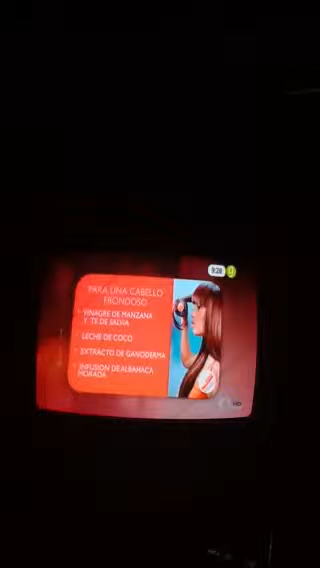 9:28
PARA UNA CABELLO
FRONDOSO
VINAGRE DE MANZANA
Y TE DE SALVIA
LECHE DE COCO
EXTRACTO DE GANODERMA
INFUSION DE ALBAHACA
MORADA
HD